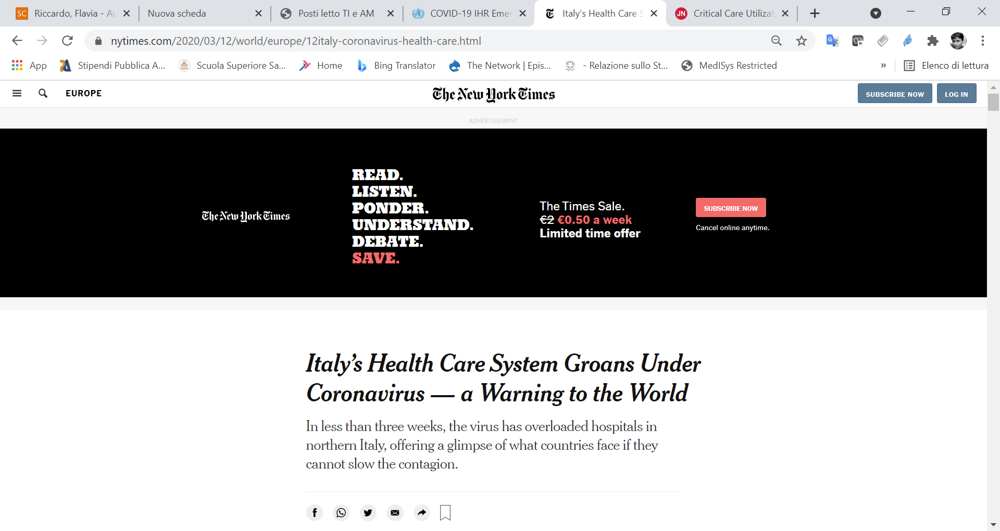 SC Riccardo, Flavia - Au
Nuova scheda
Posti letto TI e AM
COVID-19 IHR Emer
Italy's Health Care S
JN Critical Care Utilizat
nytimes.com/2020/03/12/world/europe/12italy-coronavirus-health-care.html
App
Stipendi Pubblica A...
Scuola Superiore Sa...
Home
Bing Translator
The Network | Epis...
- Relazione sullo St...
MedISys Restricted
»
Elenco di lettura
EUROPE
The New York Times
SUBSCRIBE NOW
LOG IN
ADVERTISEMENT
The New York Times
READ.
LISTEN.
PONDER.
UNDERSTAND.
DEBATE.
SAVE.
The Times Sale.
€2 €0.50 a week
Limited time offer
SUBSCRIBE NOW
Cancel online anytime.
Italy's Health Care System Groans Under
Coronavirus — a Warning to the World
In less than three weeks, the virus has overloaded hospitals in
northern Italy, offering a glimpse of what countries face if they
cannot slow the contagion.